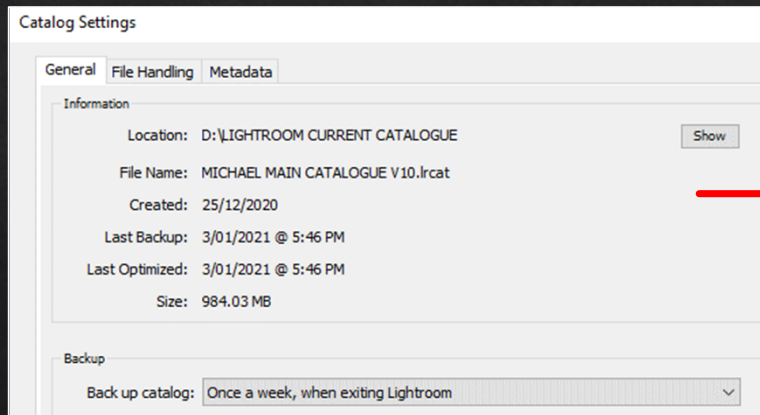 Catalog Settings
General File Handling Metadata
Information
Location: D:\LIGHTROOM CURRENT CATALOGUE Show
File Name: MICHAEL MAIN CATALOGUE V10.lrcat
Created: 25/12/2020
Last Backup: 3/01/2021 @ 5:46 PM
Last Optimized: 3/01/2021 @ 5:46 PM
Size: 984.03 MB
Backup
Back up catalog: Once a week, when exiting Lightroom